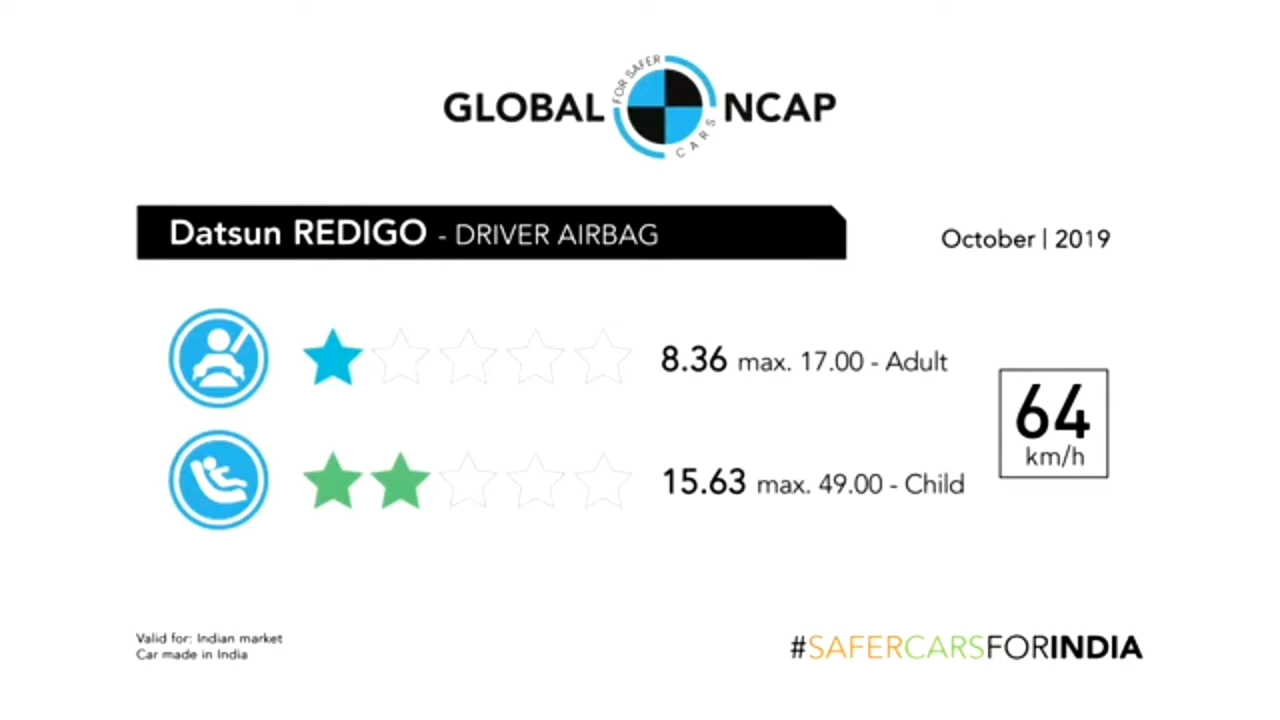 GLOBAL NCAP
FOR SAFER CARS
Datsun REDIGO - DRIVER AIRBAG
October | 2019
8.36 max. 17.00 - Adult
15.63 max. 49.00 - Child
64
km/h
Valid for: Indian market
Car made in India
#SAFERCARSFORINDIA